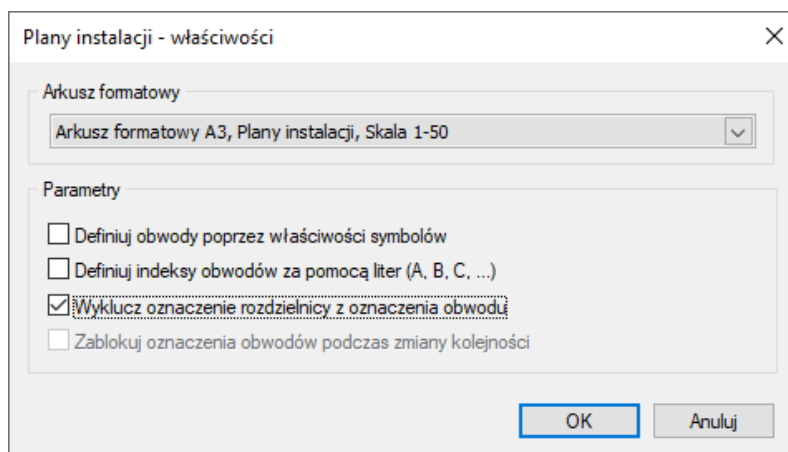 Plany instalacji - właściwości
Arkusz formatowy
Arkusz formatowy A3, Plany instalacji, Skala 1-50
Parametry
Definiuj obwody poprzez właściwości symbolów
Definiuj indeksy obwodów za pomocą liter (A, B, C, ...)
Wyklucz oznaczenie rozdzielnicy z oznaczenia obwodu
Zablokuj oznaczenia obwodów podczas zmiany kolejności
OK Anuluj